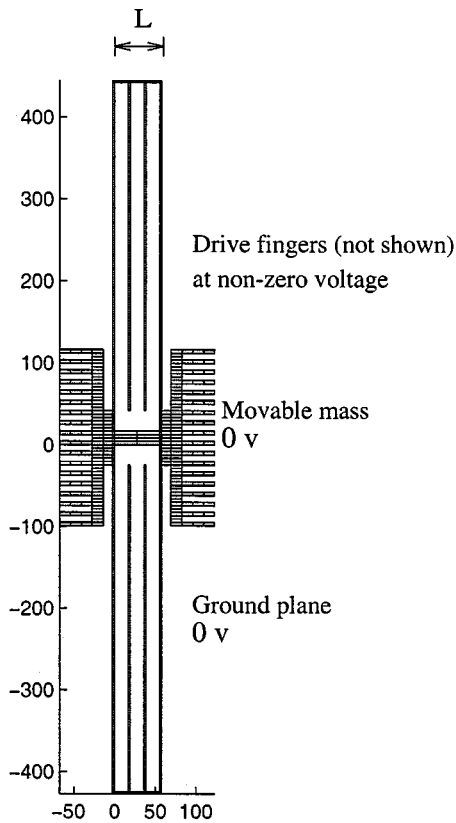 L
400
300
200
100
0
-100
-200
-300
-400
-50 0 50 100
Drive fingers (not shown)
at non-zero voltage
Movable mass
0 v
Ground plane
0 v